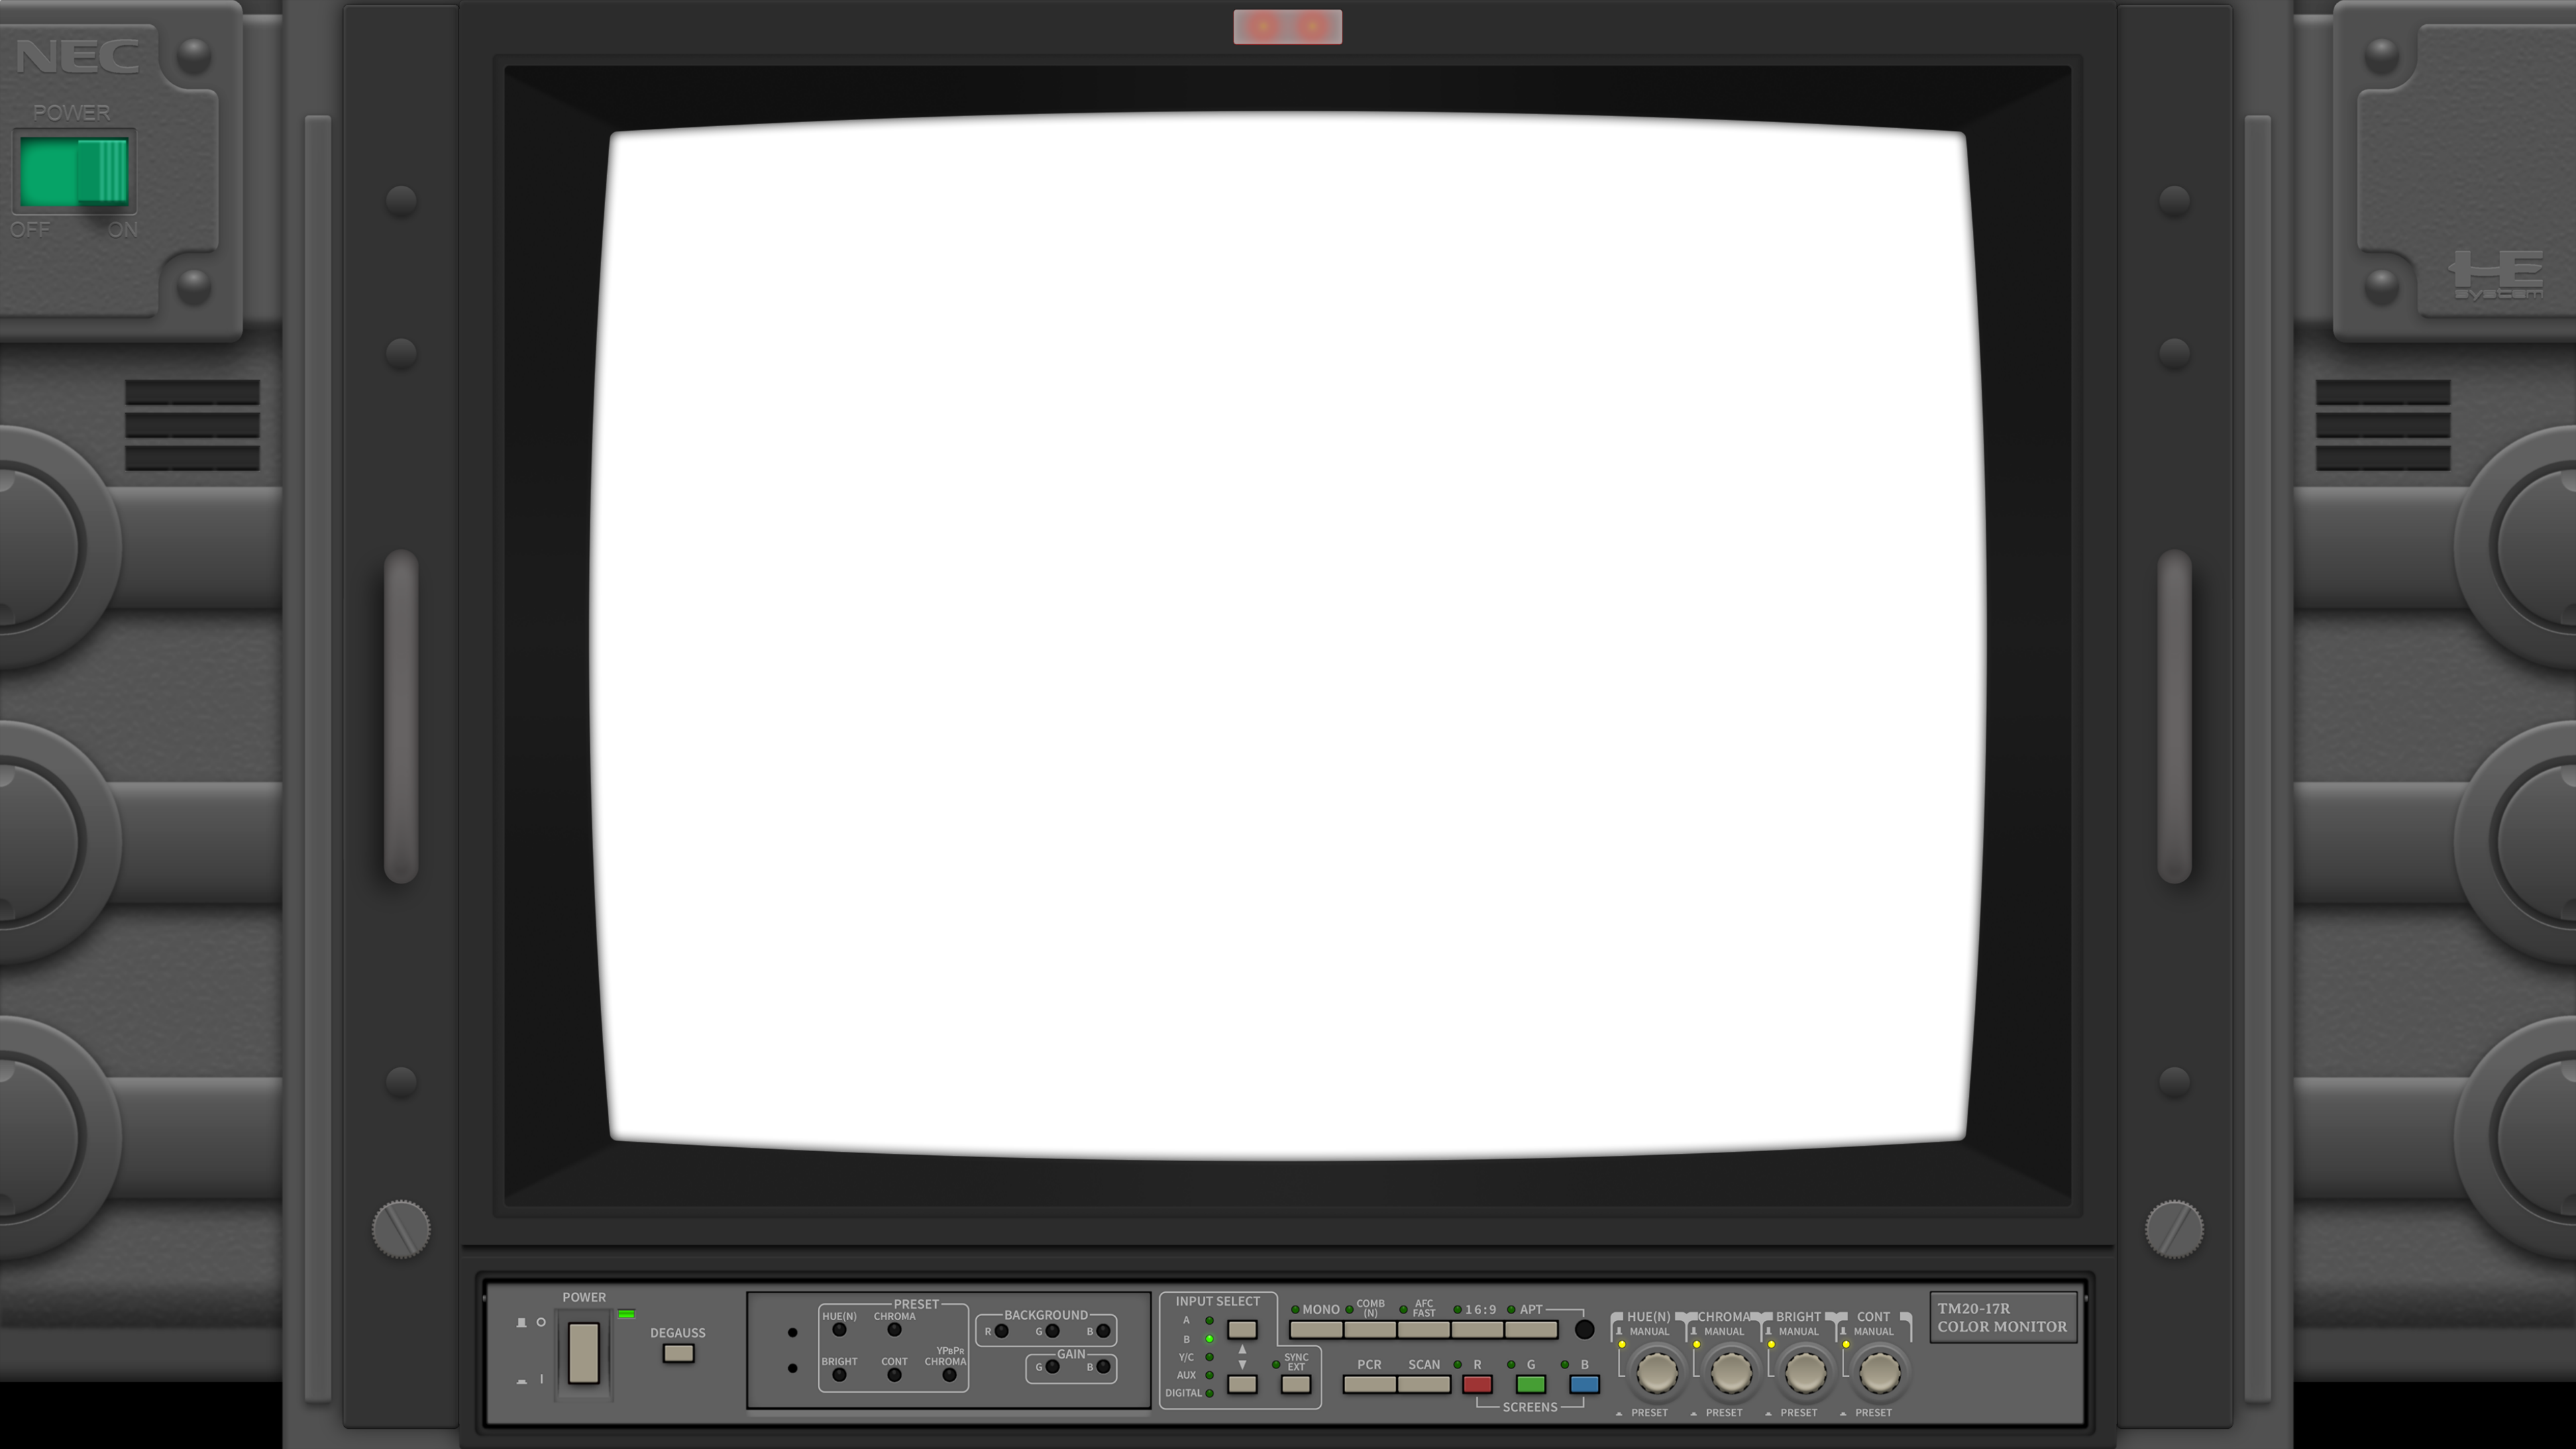 NEC
POWER
OFF ON
HE
system
POWER
DEGAUSS
PRESET
HUE(N) CHROMA
BRIGHT CONT YPBPR CHROMA
BACKGROUND
R G B
GAIN
G B
INPUT SELECT
A
B
Y/C
AUX
DIGITAL
SYNC
EXT
MONO COMB (N) AFC FAST 16:9 APT
PCR SCAN R G B
SCREENS
HUE(N) CHROMA BRIGHT CONT
MANUAL MANUAL MANUAL MANUAL
PRESET PRESET PRESET PRESET
TM20-17R
COLOR MONITOR